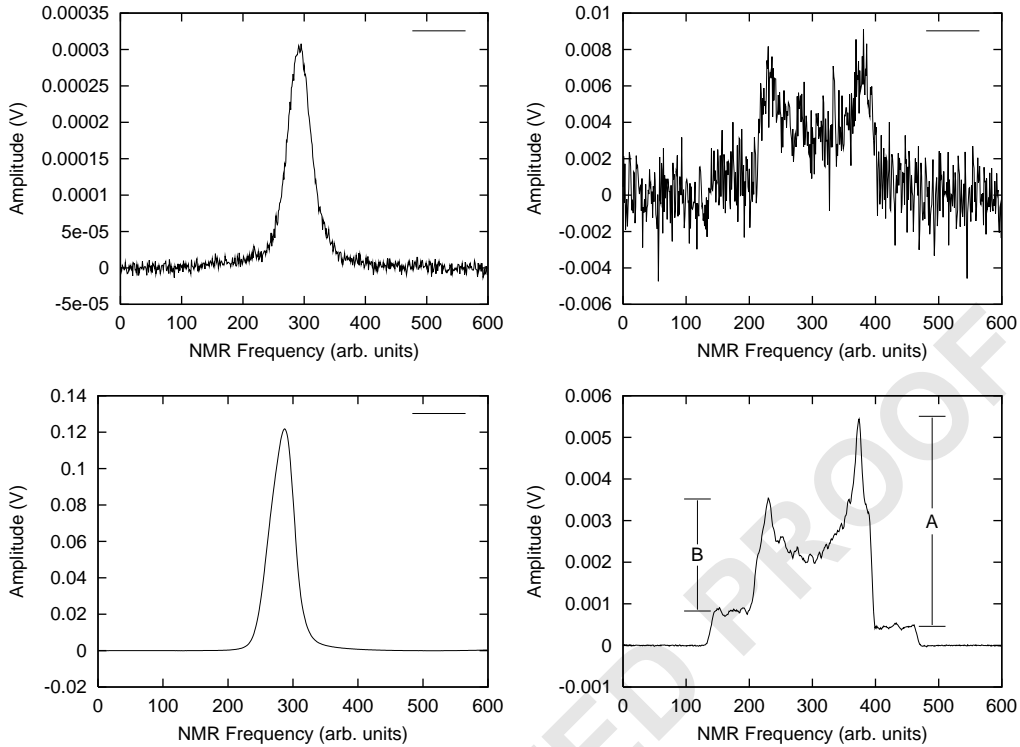 0.00035
0.0003
0.00025
0.0002
0.00015
0.0001
5e-05
0
-5e-05
Amplitude (V)
0 100 200 300 400 500 600
NMR Frequency (arb. units)
0.01
0.008
0.006
0.004
0.002
0
-0.002
-0.004
-0.006
Amplitude (V)
0 100 200 300 400 500 600
NMR Frequency (arb. units)
0.14
0.12
0.1
0.08
0.06
0.04
0.02
0
-0.02
Amplitude (V)
0 100 200 300 400 500 600
NMR Frequency (arb. units)
0.006
0.005
0.004
0.003
0.002
0.001
0
-0.001
Amplitude (V)
B
A
0 100 200 300 400 500 600
NMR Frequency (arb. units)
ED PROOF